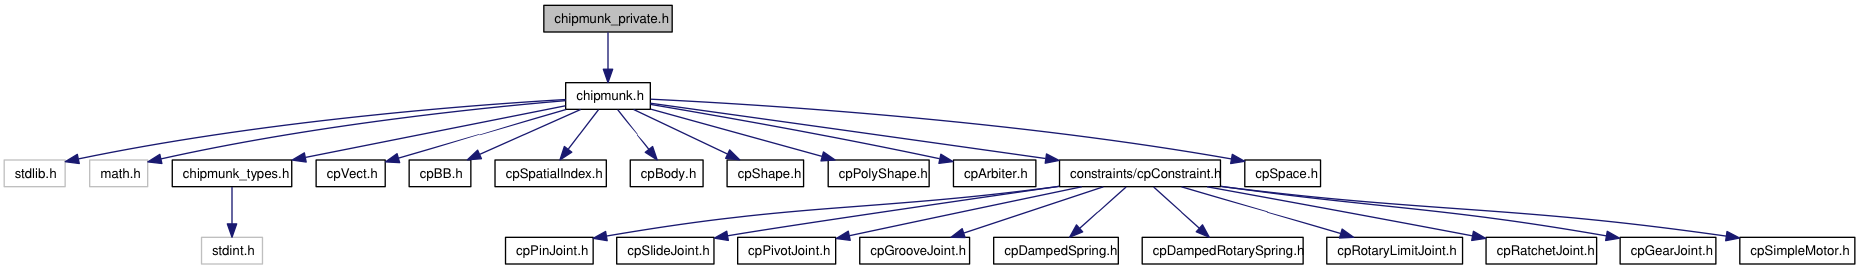 chipmunk_private.h
chipmunk.h
stdlib.h
math.h
chipmunk_types.h
cpVect.h
cpBB.h
cpSpatialIndex.h
cpBody.h
cpShape.h
cpPolyShape.h
cpArbiter.h
constraints/cpConstraint.h
cpSpace.h
stdint.h
cpPinJoint.h
cpSlideJoint.h
cpPivotJoint.h
cpGrooveJoint.h
cpDampedSpring.h
cpDampedRotarySpring.h
cpRotaryLimitJoint.h
cpRatchetJoint.h
cpGearJoint.h
cpSimpleMotor.h